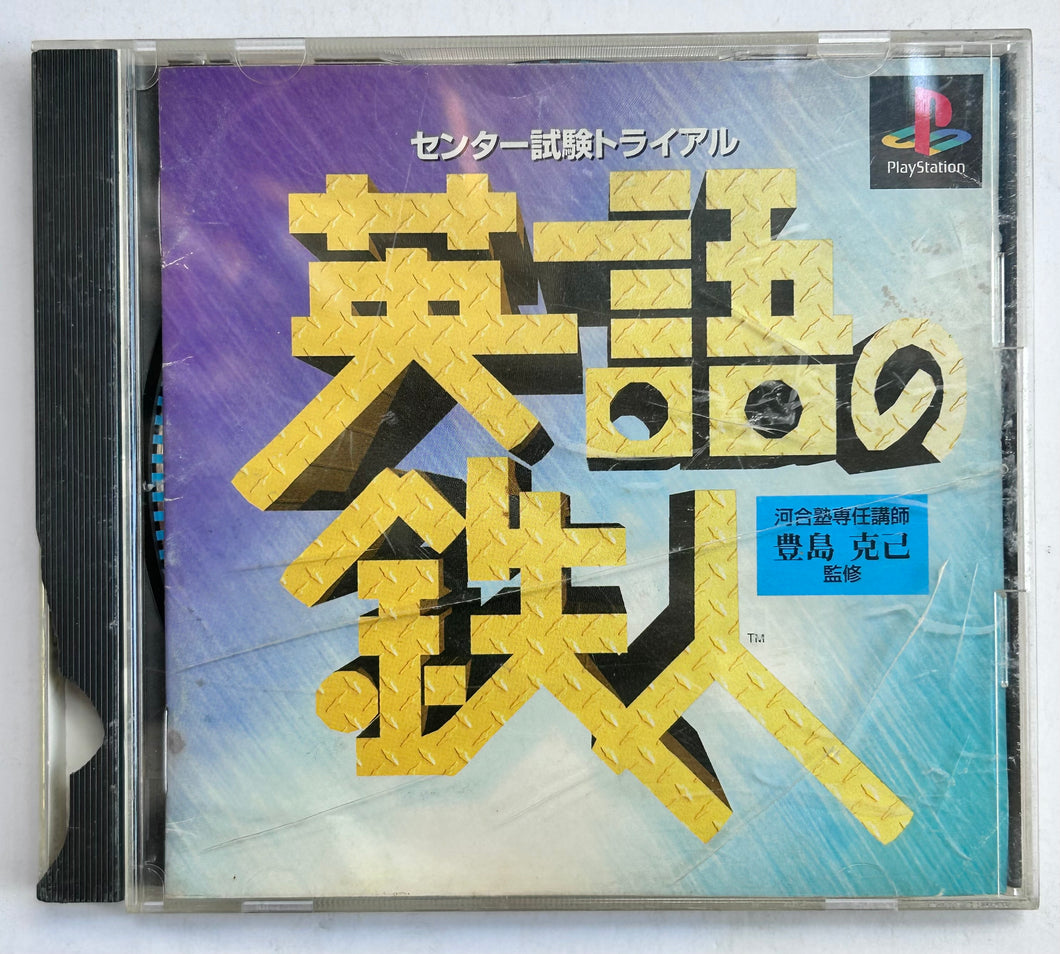 センター試験トライアル
PlayStation
英語の
鉄人
TM
河合塾専任講師
豊島 克己
監修